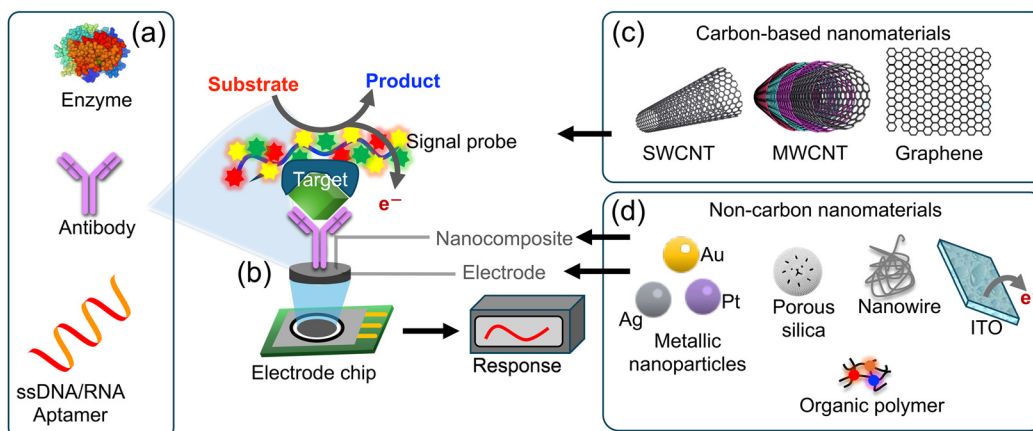 (a)
Enzyme
Antibody
ssDNA/RNA
Aptamer
Substrate
Product
Signal probe
Target
e⁻
Nanocomposite
(b)
Electrode
Electrode chip
Response
(c)
Carbon-based nanomaterials
SWCNT
MWCNT
Graphene
(d)
Non-carbon nanomaterials
Au
Ag
Pt
Metallic
nanoparticles
Porous
silica
Nanowire
e
ITO
Organic polymer